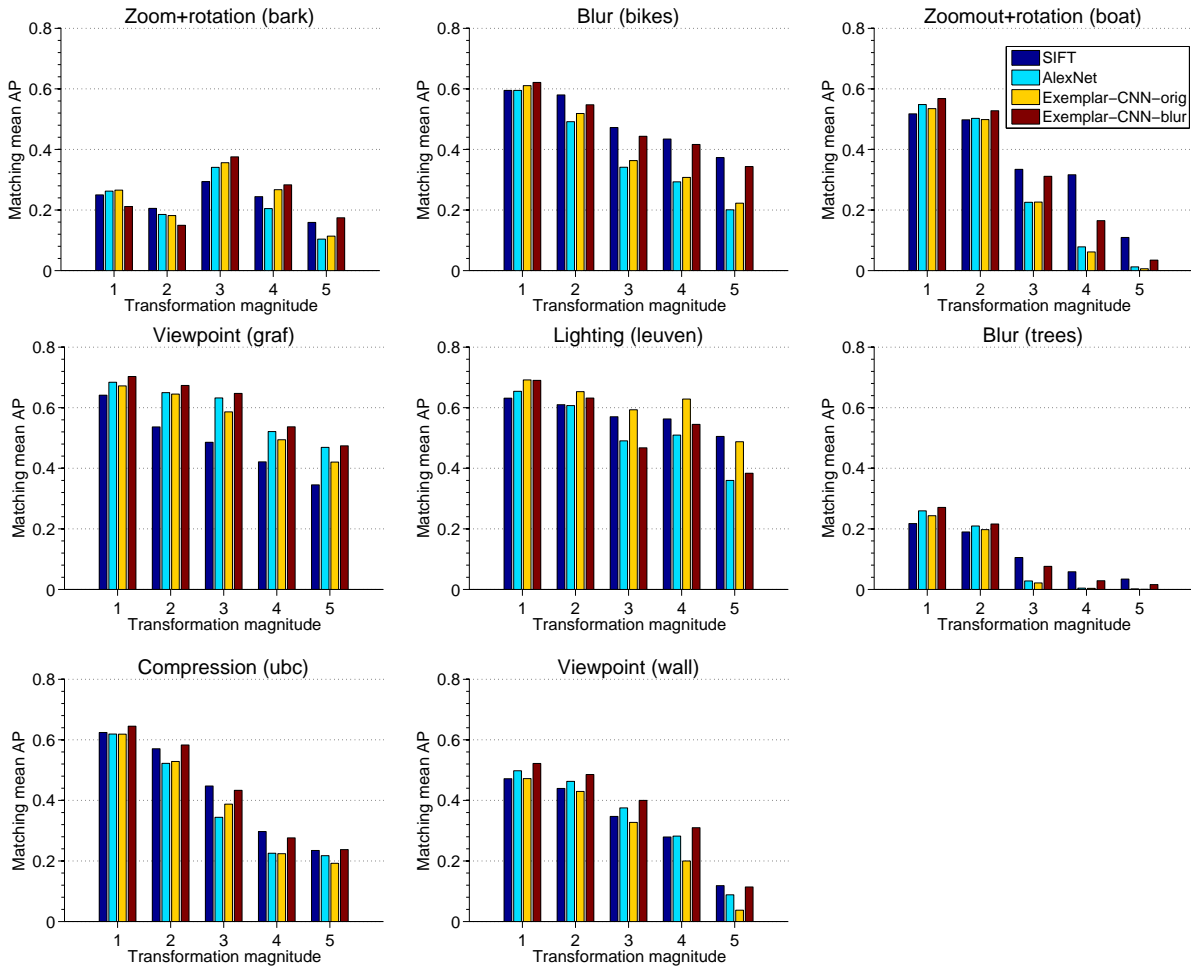 Zoom+rotation (bark)
0.8
0.6
0.4
0.2
0
Matching mean AP
1 2 3 4 5
Transformation magnitude
Blur (bikes)
0.8
0.6
0.4
0.2
0
Matching mean AP
1 2 3 4 5
Transformation magnitude
Zoomout+rotation (boat)
0.8
0.6
0.4
0.2
0
Matching mean AP
SIFT
AlexNet
Exemplar−CNN−orig
Exemplar−CNN−blur
1 2 3 4 5
Transformation magnitude
Viewpoint (graf)
0.8
0.6
0.4
0.2
0
Matching mean AP
1 2 3 4 5
Transformation magnitude
Lighting (leuven)
0.8
0.6
0.4
0.2
0
Matching mean AP
1 2 3 4 5
Transformation magnitude
Blur (trees)
0.8
0.6
0.4
0.2
0
Matching mean AP
1 2 3 4 5
Transformation magnitude
Compression (ubc)
0.8
0.6
0.4
0.2
0
Matching mean AP
1 2 3 4 5
Transformation magnitude
Viewpoint (wall)
0.8
0.6
0.4
0.2
0
Matching mean AP
1 2 3 4 5
Transformation magnitude